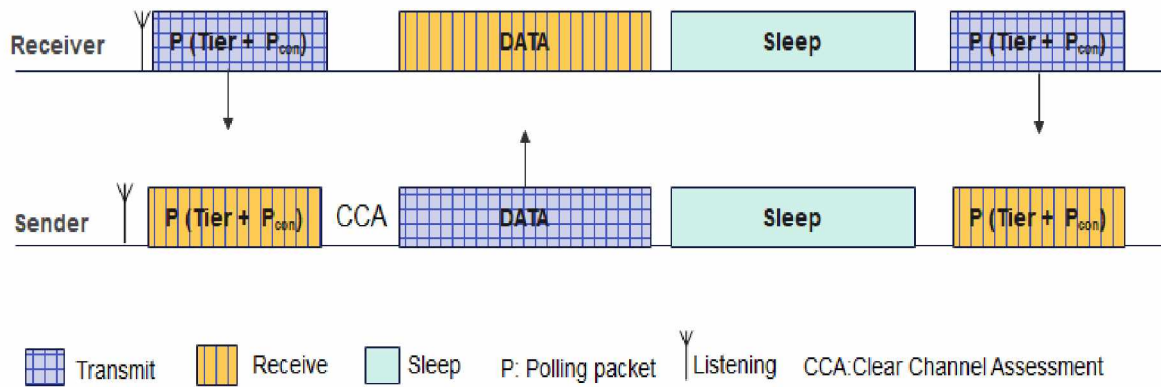 Receiver P (Tier + Pcon) DATA Sleep P (Tier + Pcon)
Sender P (Tier + Pcon) CCA DATA Sleep P (Tier + Pcon)
Transmit Receive Sleep P: Polling packet Listening CCA:Clear Channel Assessment